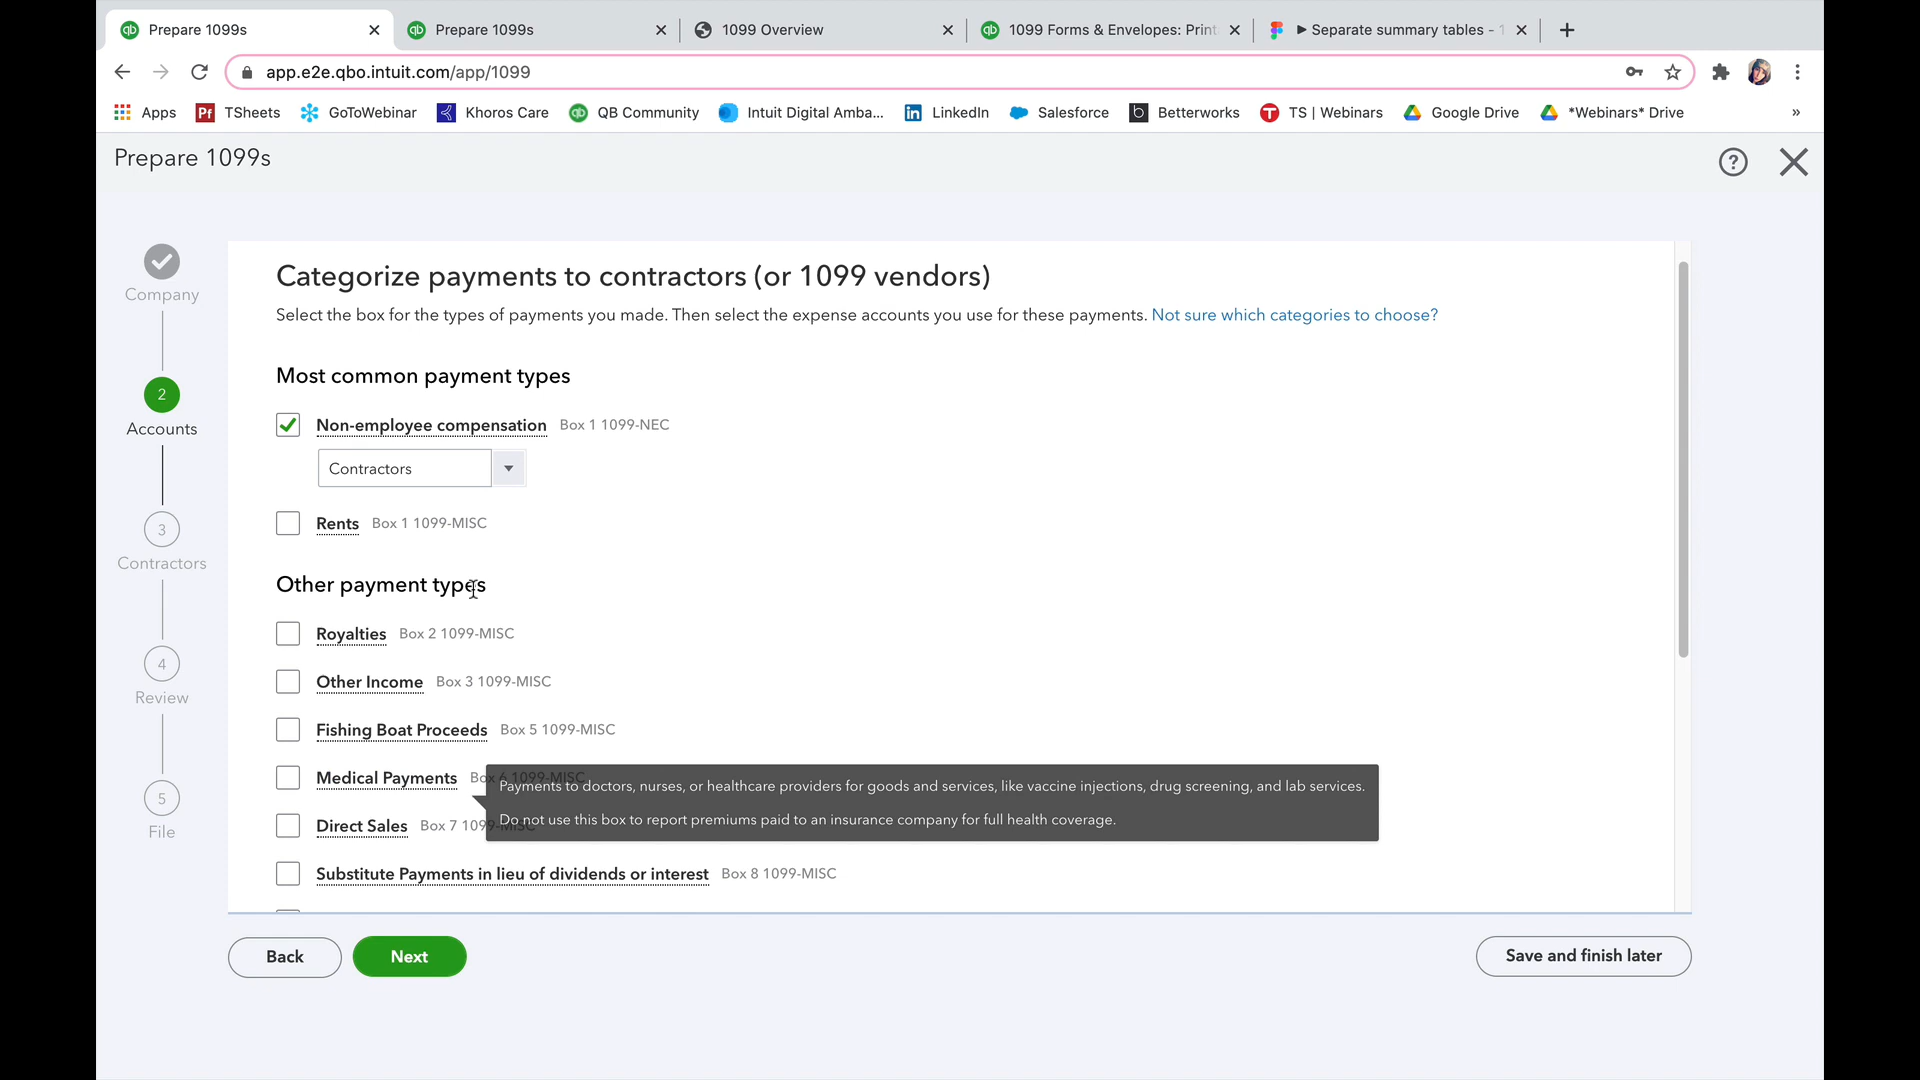 Prepare 1099s
Prepare 1099s
1099 Overview
1099 Forms & Envelopes: Print
▶ Separate summary tables -
app.e2e.qbo.intuit.com/app/1099
Apps
TSheets
GoToWebinar
Khoros Care
QB Community
Intuit Digital Amba...
LinkedIn
Salesforce
Betterworks
TS | Webinars
Google Drive
*Webinars* Drive
»
Prepare 1099s
Company
2
Accounts
3
Contractors
4
Review
5
File
Categorize payments to contractors (or 1099 vendors)
Select the box for the types of payments you made. Then select the expense accounts you use for these payments. Not sure which categories to choose?
Most common payment types
Non-employee compensation Box 1 1099-NEC
Contractors
Rents Box 1 1099-MISC
Other payment types
Royalties Box 2 1099-MISC
Other Income Box 3 1099-MISC
Fishing Boat Proceeds Box 5 1099-MISC
Medical Payments Box 6 1099-MISC
Payments to doctors, nurses, or healthcare providers for goods and services, like vaccine injections, drug screening, and lab services.
Do not use this box to report premiums paid to an insurance company for full health coverage.
Direct Sales Box 7 1099-MISC
Substitute Payments in lieu of dividends or interest Box 8 1099-MISC
Back
Next
Save and finish later